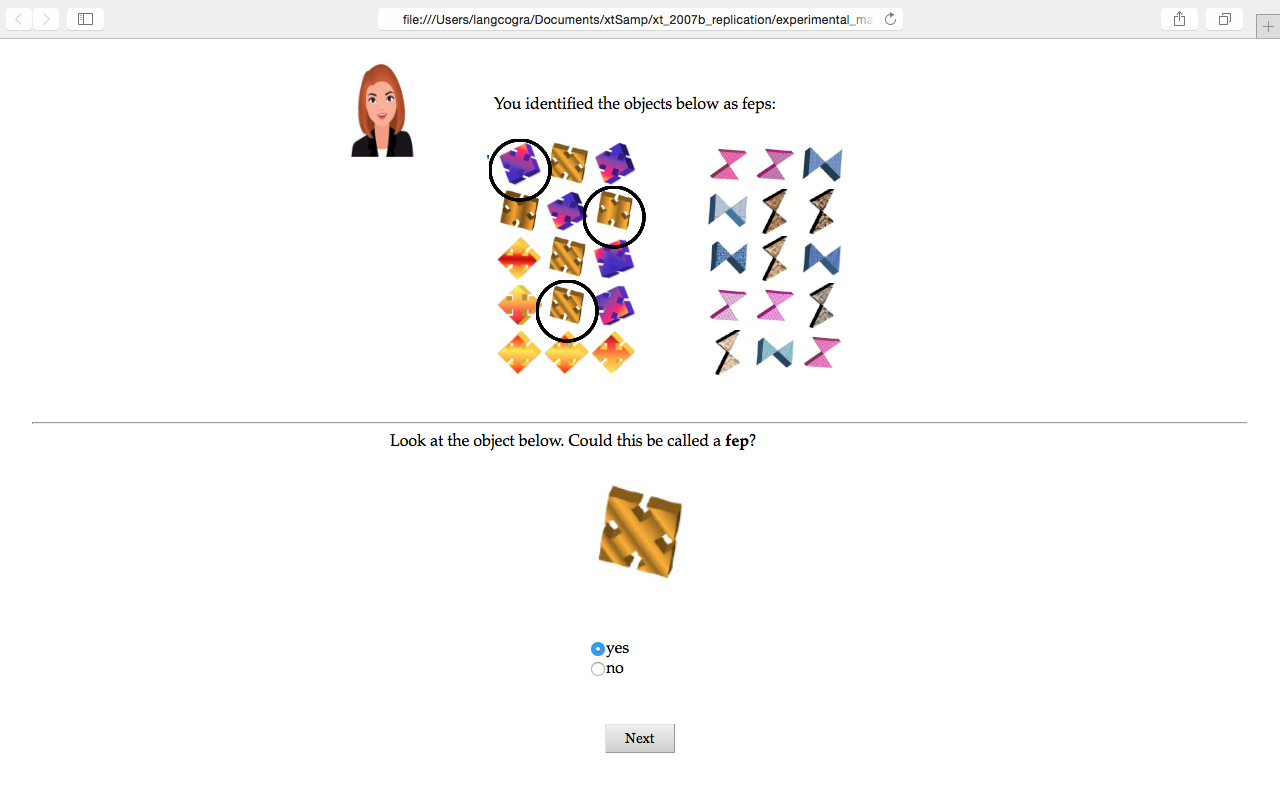 file:///Users/langcogra/Documents/xtSamp/xt_2007b_replication/experimental_ma
You identified the objects below as feps:
Look at the object below. Could this be called a fep?
yes
no
Next